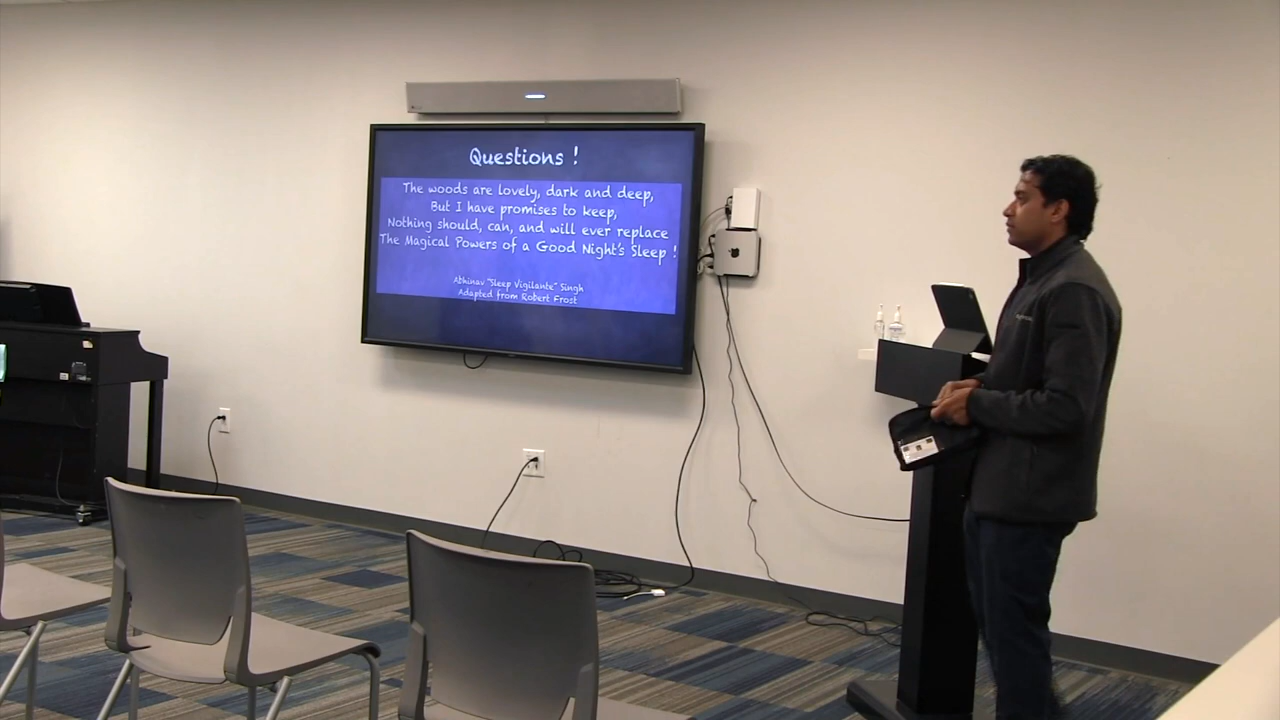 Questions !
The woods are lovely, dark and deep,
But I have promises to keep,
Nothing should, can, and will ever replace
The Magical Powers of a Good Night's Sleep !
Abhinav "Sleep Vigilante" Singh
Adapted from Robert Frost